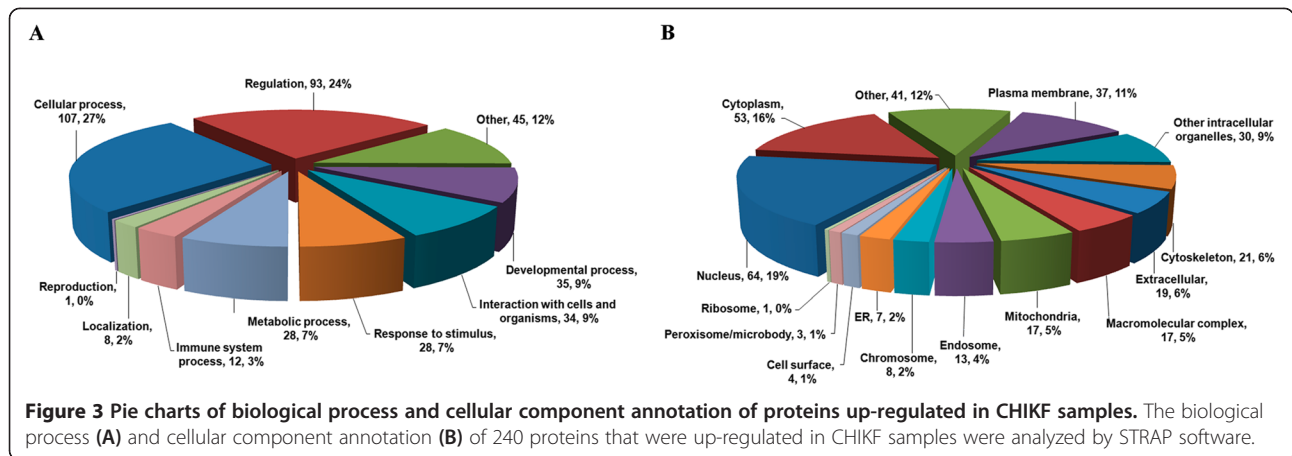 A
Regulation, 93, 24%
Cellular process,
107, 27%
Other, 45, 12%
Developmental process,
35, 9%
Interaction with cells and
organisms, 34, 9%
Response to stimulus,
28, 7%
Metabolic process,
28, 7%
Immune system
process, 12, 3%
Localization,
8, 2%
Reproduction,
1, 0%
B
Other, 41, 12%
Plasma membrane, 37, 11%
Cytoplasm,
53, 16%
Other intracellular
organelles, 30, 9%
Cytoskeleton, 21, 6%
Extracellular,
19, 6%
Macromolecular complex,
17, 5%
Mitochondria,
17, 5%
Endosome,
13, 4%
Chromosome,
8, 2%
ER, 7, 2%
Cell surface,
4, 1%
Peroxisome/microbody, 3, 1%
Ribosome, 1, 0%
Nucleus, 64, 19%
Figure 3 Pie charts of biological process and cellular component annotation of proteins up-regulated in CHIKF samples. The biological
process (A) and cellular component annotation (B) of 240 proteins that were up-regulated in CHIKF samples were analyzed by STRAP software.